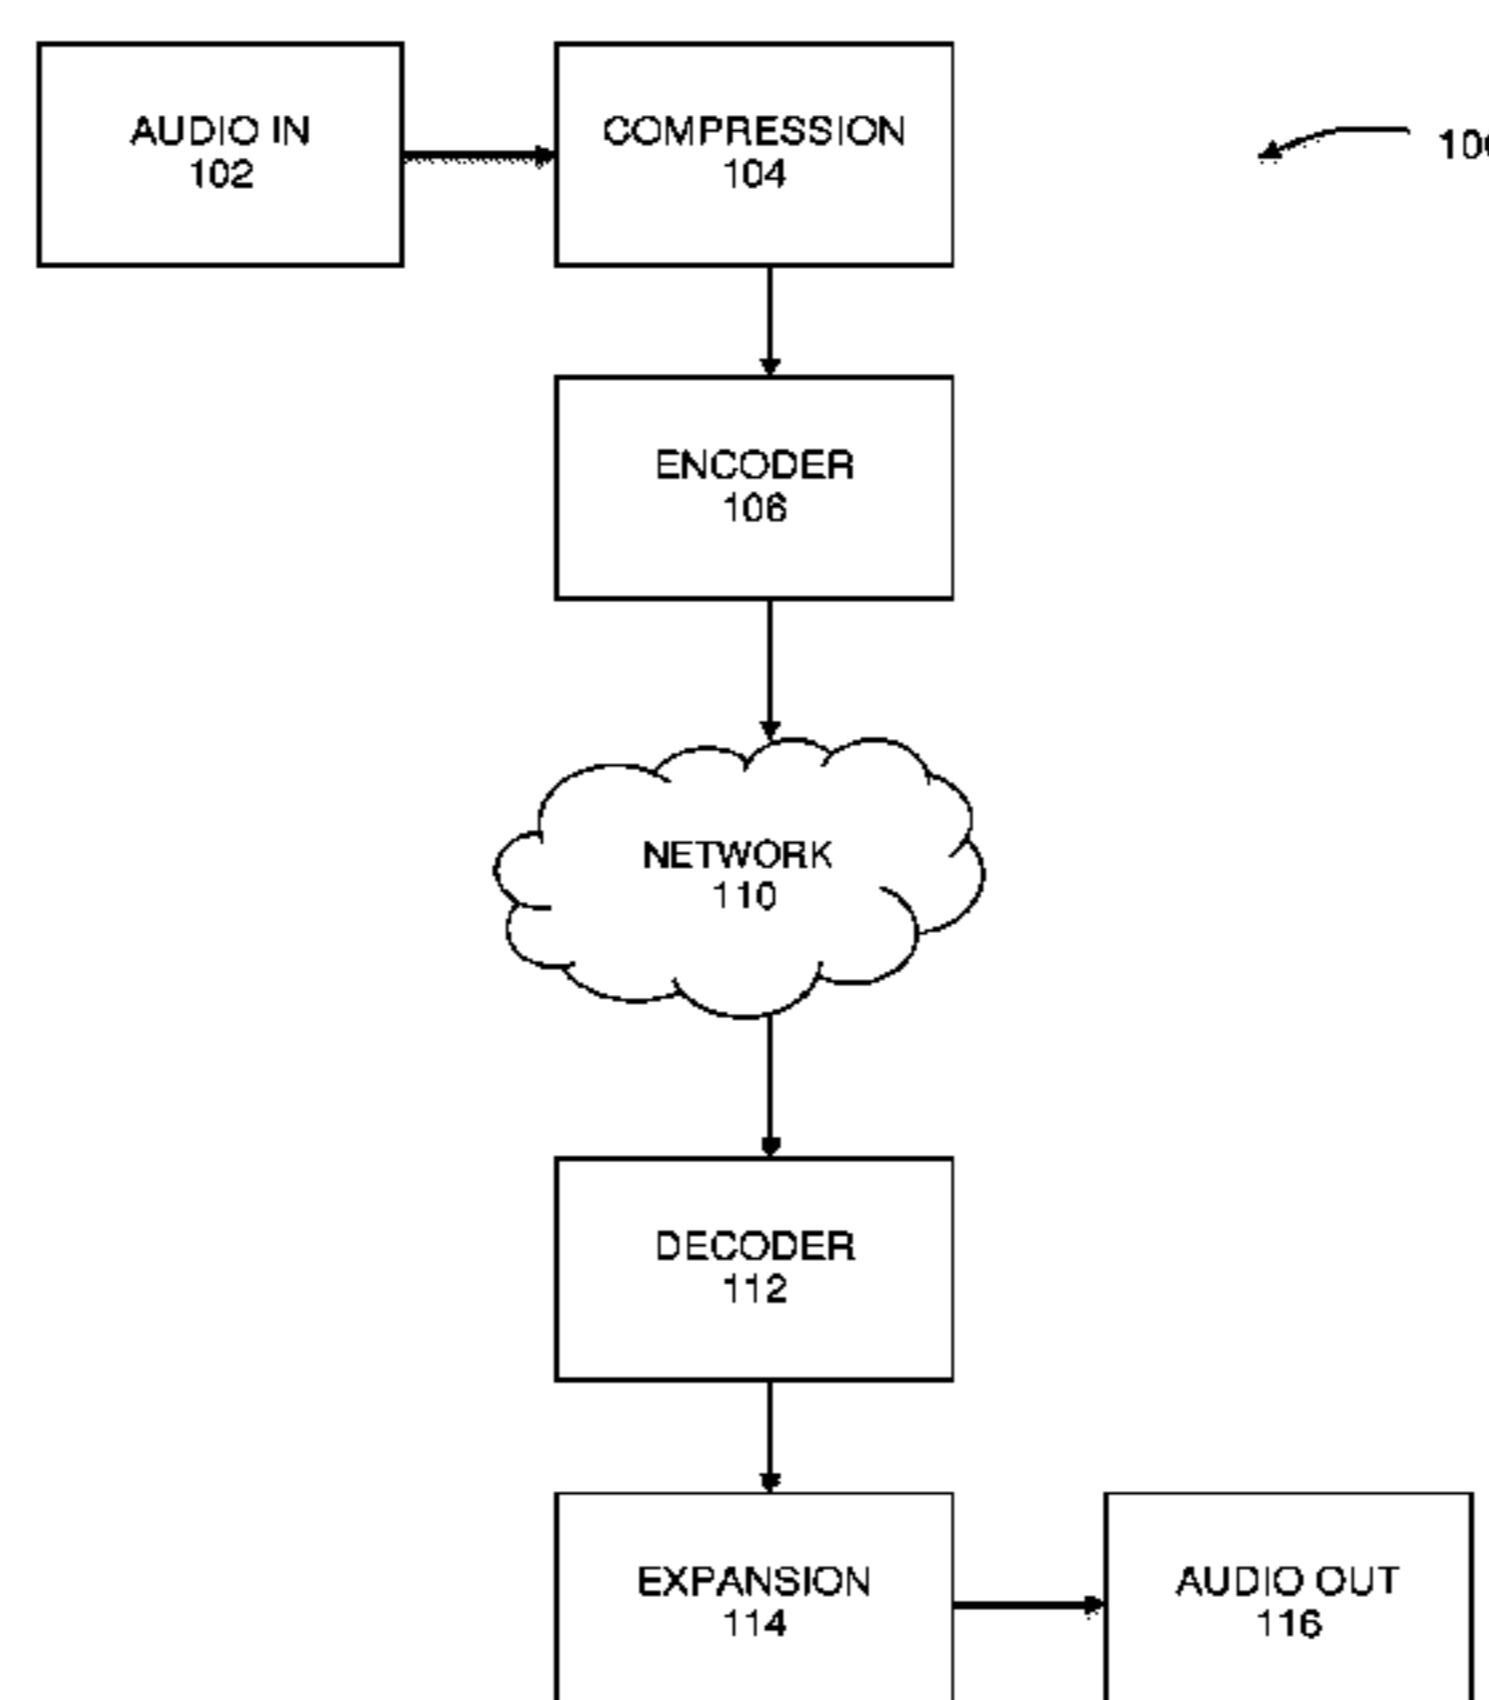 AUDIO IN
102
COMPRESSION
104
ENCODER
106
NETWORK
110
DECODER
112
EXPANSION
114
AUDIO OUT
116